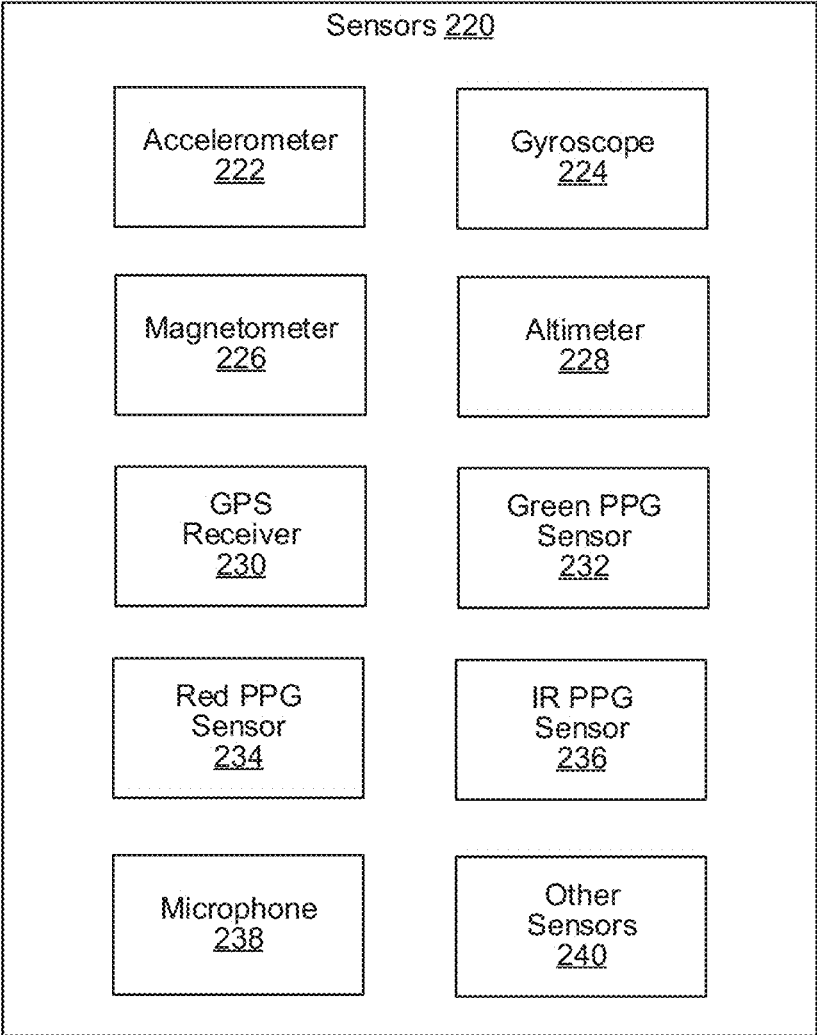 Sensors 220
Accelerometer
222
Gyroscope
224
Magnetometer
226
Altimeter
228
GPS
Receiver
230
Green PPG
Sensor
232
Red PPG
Sensor
234
IR PPG
Sensor
236
Microphone
238
Other
Sensors
240